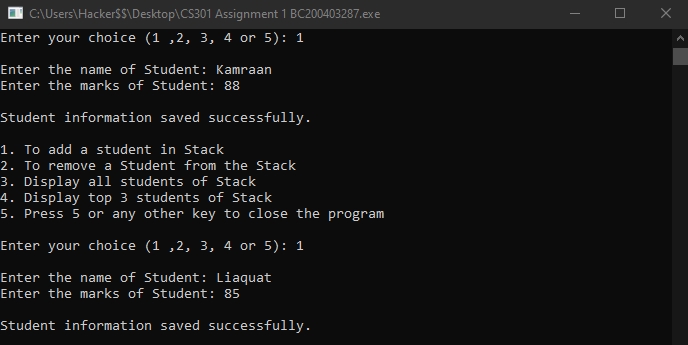 C:\Users\Hacker$$\Desktop\CS301 Assignment 1 BC200403287.exe
Enter your choice (1 ,2, 3, 4 or 5): 1
Enter the name of Student: Kamraan
Enter the marks of Student: 88
Student information saved successfully.
1. To add a student in Stack
2. To remove a Student from the Stack
3. Display all students of Stack
4. Display top 3 students of Stack
5. Press 5 or any other key to close the program
Enter your choice (1 ,2, 3, 4 or 5): 1
Enter the name of Student: Liaquat
Enter the marks of Student: 85
Student information saved successfully.